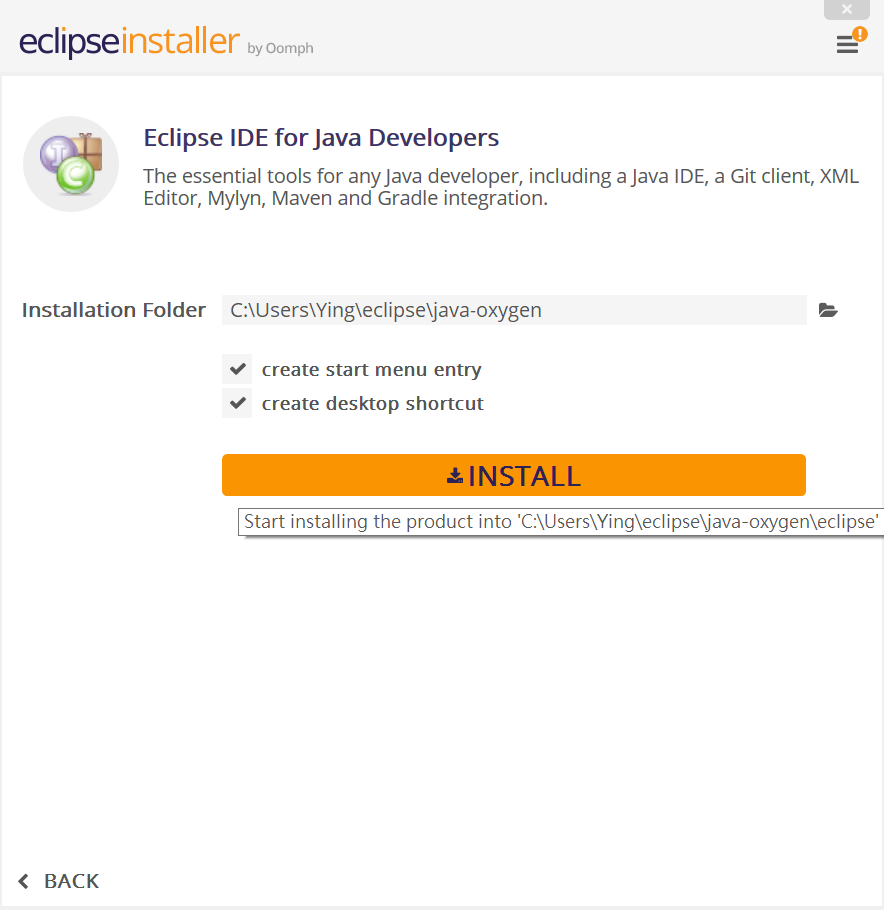 eclipseinstaller by Oomph
Eclipse IDE for Java Developers
The essential tools for any Java developer, including a Java IDE, a Git client, XML
Editor, Mylyn, Maven and Gradle integration.
Installation Folder C:\Users\Ying\eclipse\java-oxygen
create start menu entry
create desktop shortcut
INSTALL
Start installing the product into 'C:\Users\Ying\eclipse\java-oxygen\eclipse'
BACK